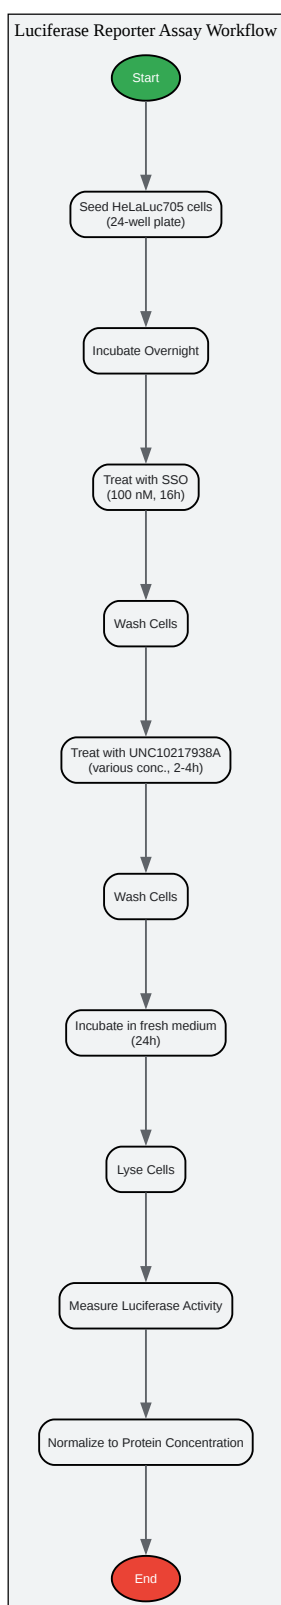 Luciferase Reporter Assay Workflow
Start
Seed HeLaLuc705 cells
(24-well plate)
Incubate Overnight
Treat with SSO
(100 nM, 16h)
Wash Cells
Treat with UNC10217938A
(various conc., 2-4h)
Wash Cells
Incubate in fresh medium
(24h)
Lyse Cells
Measure Luciferase Activity
Normalize to Protein Concentration
End